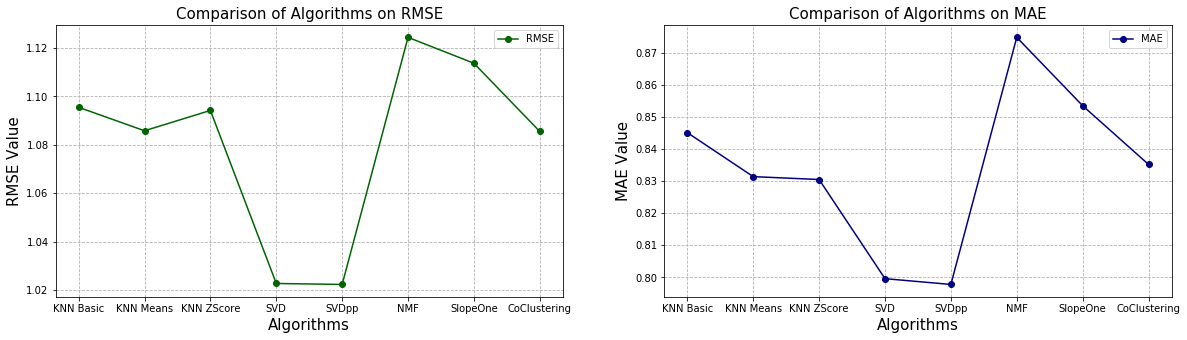 Comparison of Algorithms on RMSE
RMSE
RMSE Value
1.12
1.10
1.08
1.06
1.04
1.02
KNN Basic KNN Means KNN ZScore SVD SVDpp NMF SlopeOne CoClustering
Algorithms
Comparison of Algorithms on MAE
MAE
MAE Value
0.87
0.86
0.85
0.84
0.83
0.82
0.81
0.80
KNN Basic KNN Means KNN ZScore SVD SVDpp NMF SlopeOne CoClustering
Algorithms